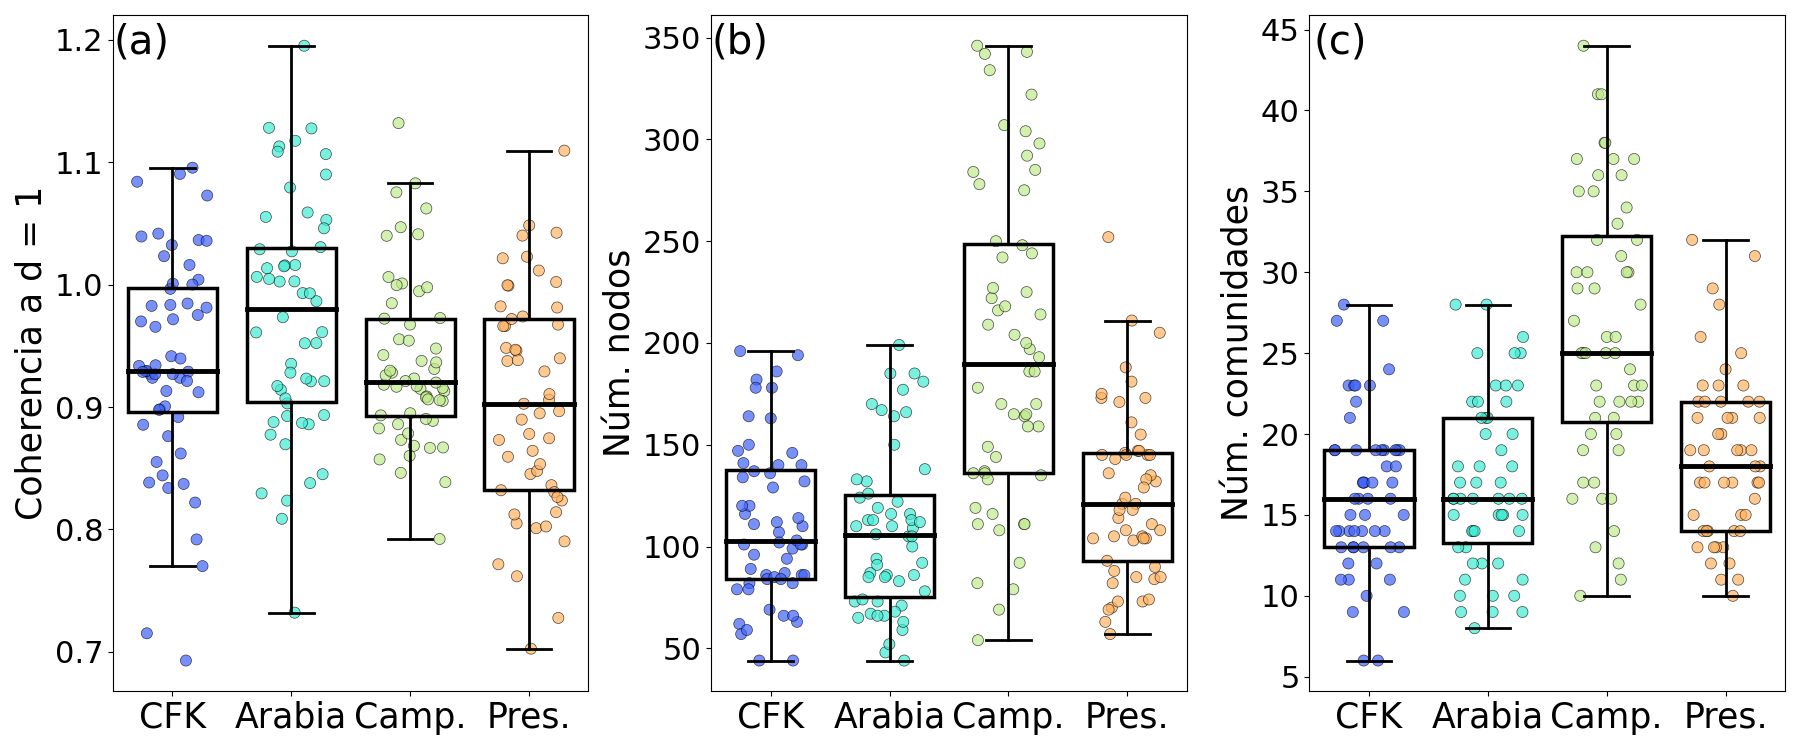 (a)
Coherencia a d = 1
1.2
1.1
1.0
0.9
0.8
0.7
CFK Arabia Camp. Pres.
(b)
Núm. nodos
350
300
250
200
150
100
50
CFK Arabia Camp. Pres.
(c)
Núm. comunidades
45
40
35
30
25
20
15
10
5
CFK Arabia Camp. Pres.